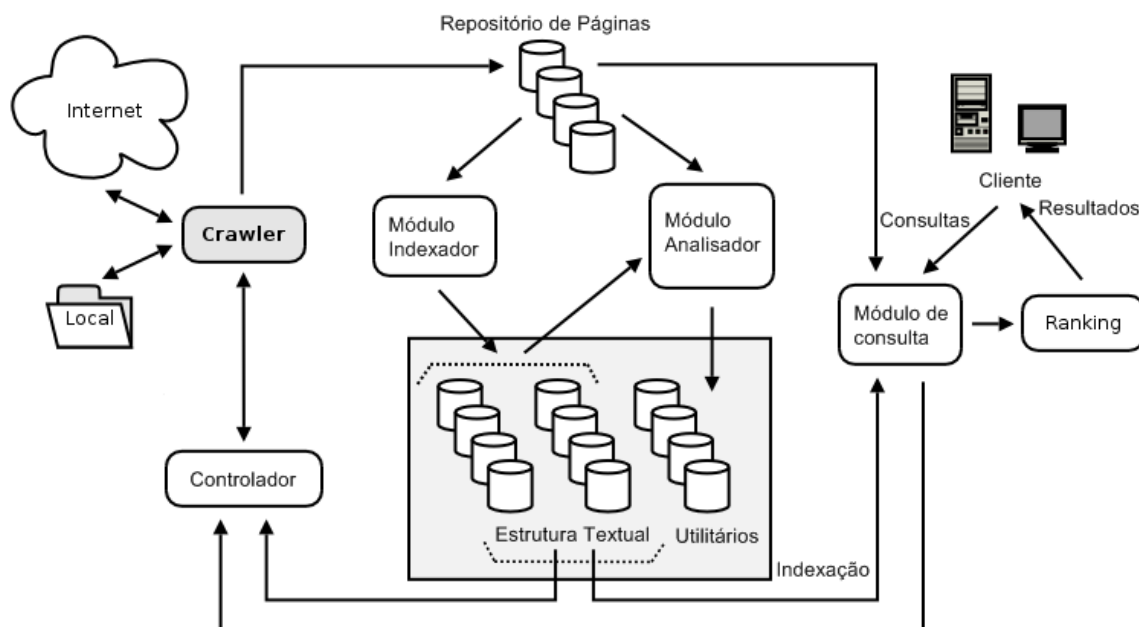 Repositório de Páginas
Internet
Crawler
Local
Módulo
Indexador
Módulo
Analisador
Cliente
Consultas
Resultados
Módulo de
consulta
Ranking
Controlador
Estrutura Textual
Utilitários
Indexação